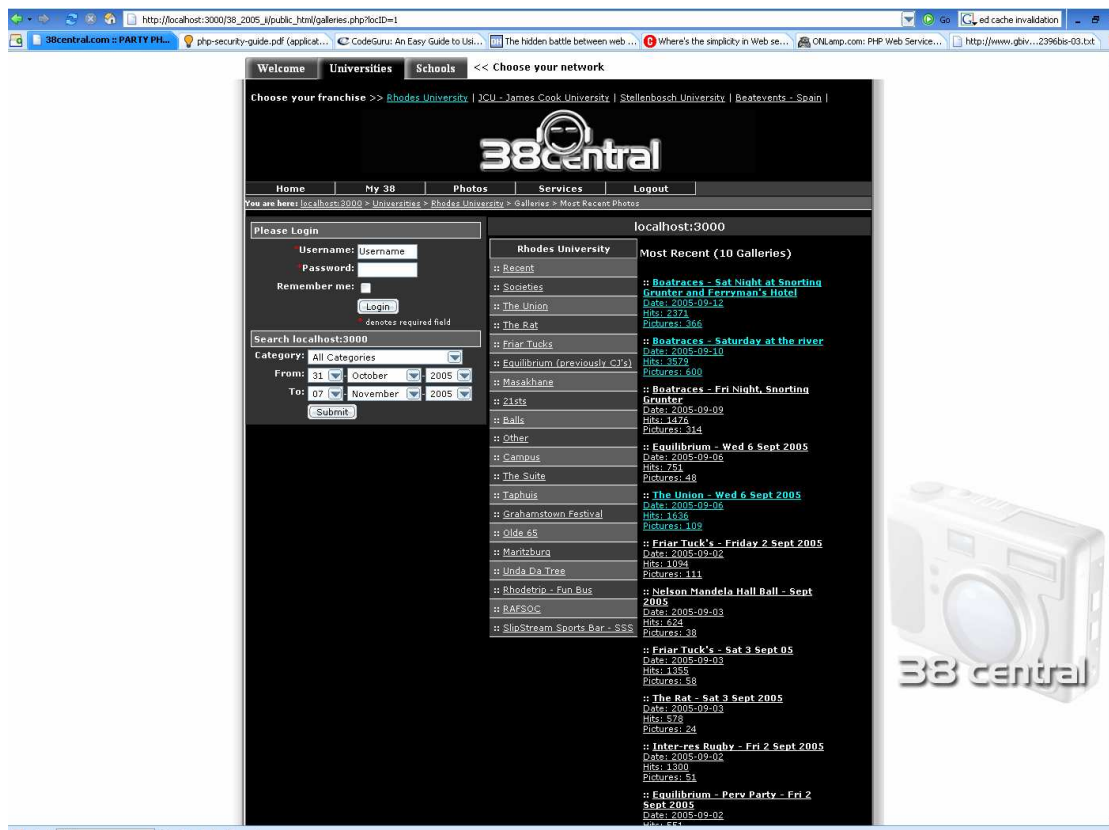 http://localhost:3000/38_2005_ii/public_html/galleries.php?locID=1
Go
ed cache invalidation
38central.com :: PARTY PH...
php-security-guide.pdf (applicat...
CodeGuru: An Easy Guide to Usi...
The hidden battle between web ...
Where's the simplicity in Web se...
ONLamp.com: PHP Web Service...
http://www.gbiv...2396bis-03.txt
Welcome
Universities
Schools
<< Choose your network
Choose your franchise >> Rhodes University | JCU - James Cook University | Stellenbosch University | Beatevents - Spain |
38central
Home
My 38
Photos
Services
Logout
You are here: localhost:3000 > Universities > Rhodes University > Galleries > Most Recent Photos
Please Login
*Username: Username
*Password:
Remember me:
Login
* denotes required field
Search localhost:3000
Category: All Categories
From: 31 - October - 2005
To: 07 - November - 2005
Submit
localhost:3000
Rhodes University
:: Recent
:: Societies
:: The Union
:: The Rat
:: Friar Tucks
:: Equilibrium (previously CJ's)
:: Masakhane
:: 21sts
:: Balls
:: Other
:: Campus
:: The Suite
:: Taphuis
:: Grahamstown Festival
:: Olde 65
:: Maritzburg
:: Unda Da Tree
:: Rhodetrip - Fun Bus
:: RAFSOC
:: SlipStream Sports Bar - SSS
Most Recent (10 Galleries)
:: Boatraces - Sat Night at Snorting
Grunter and Ferryman's Hotel
Date: 2005-09-12
Hits: 2371
Pictures: 366
:: Boatraces - Saturday at the river
Date: 2005-09-10
Hits: 3579
Pictures: 600
:: Boatraces - Fri Night, Snorting
Grunter
Date: 2005-09-09
Hits: 1476
Pictures: 314
:: Equilibrium - Wed 6 Sept 2005
Date: 2005-09-06
Hits: 751
Pictures: 48
:: The Union - Wed 6 Sept 2005
Date: 2005-09-06
Hits: 1636
Pictures: 109
:: Friar Tuck's - Friday 2 Sept 2005
Date: 2005-09-02
Hits: 1094
Pictures: 111
:: Nelson Mandela Hall Ball - Sept
2005
Date: 2005-09-03
Hits: 624
Pictures: 38
:: Friar Tuck's - Sat 3 Sept 05
Date: 2005-09-03
Hits: 1355
Pictures: 58
:: The Rat - Sat 3 Sept 2005
Date: 2005-09-03
Hits: 578
Pictures: 24
:: Inter-res Rugby - Fri 2 Sept 2005
Date: 2005-09-02
Hits: 1300
Pictures: 51
:: Equilibrium - Perv Party - Fri 2
Sept 2005
Date: 2005-09-02
Hits: 551
38 central